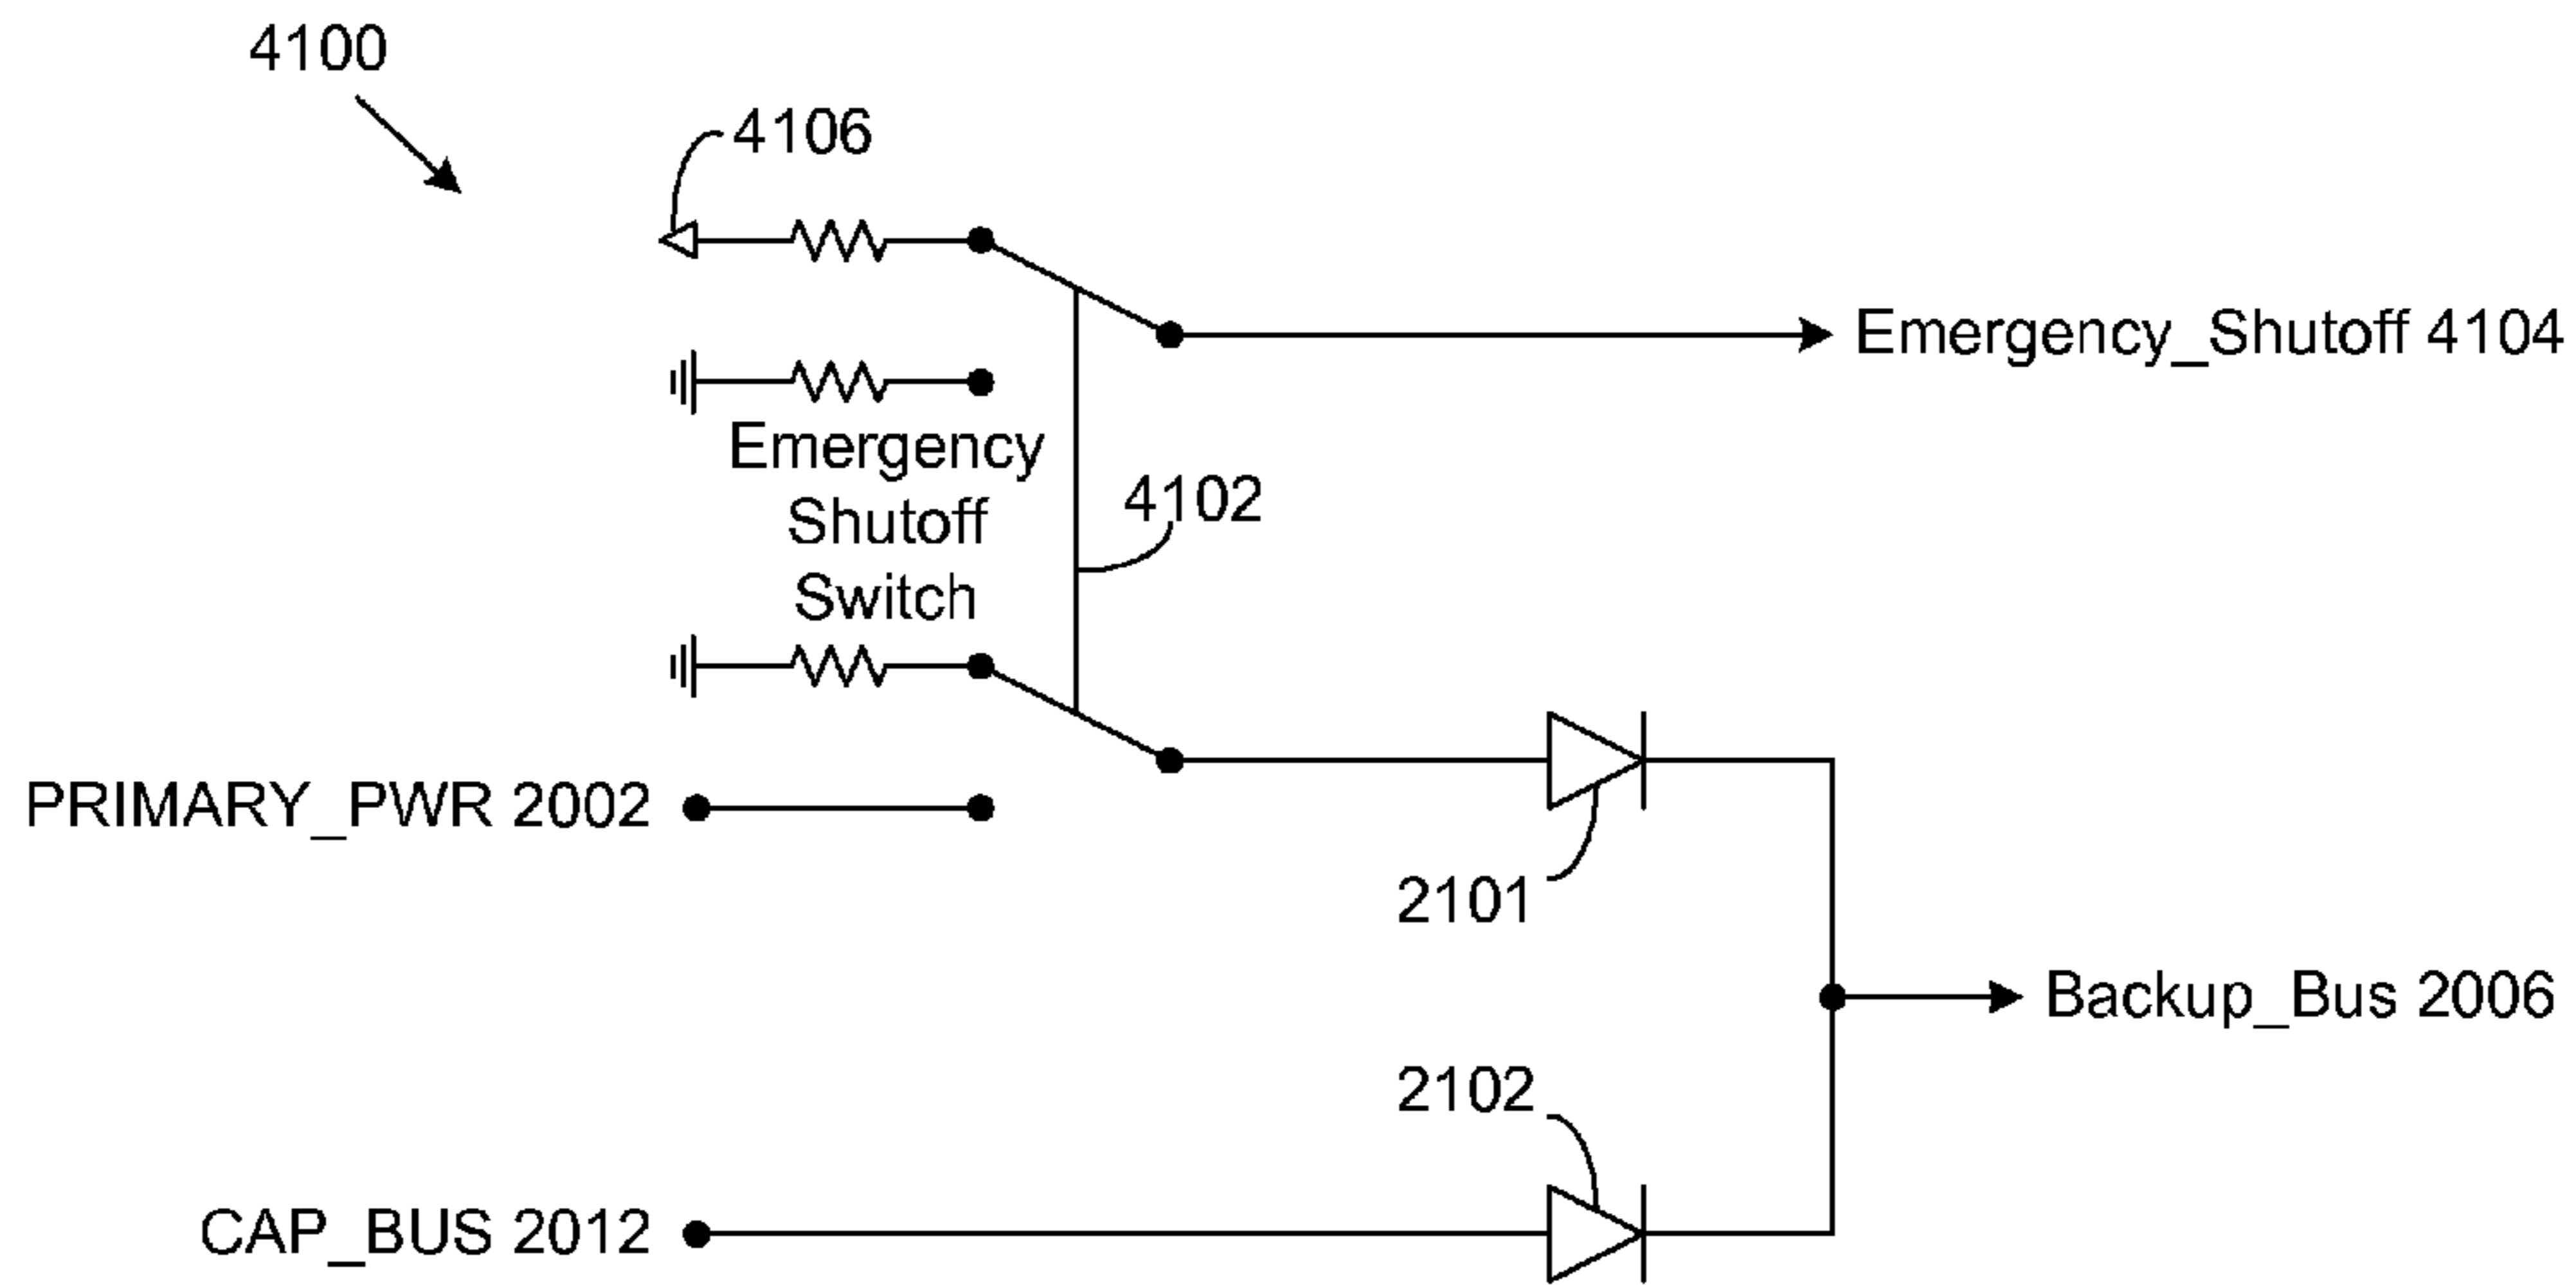 4100
4106
Emergency_Shutoff 4104
Emergency
Shutoff
Switch
4102
PRIMARY_PWR 2002
2101
Backup_Bus 2006
2102
CAP_BUS 2012